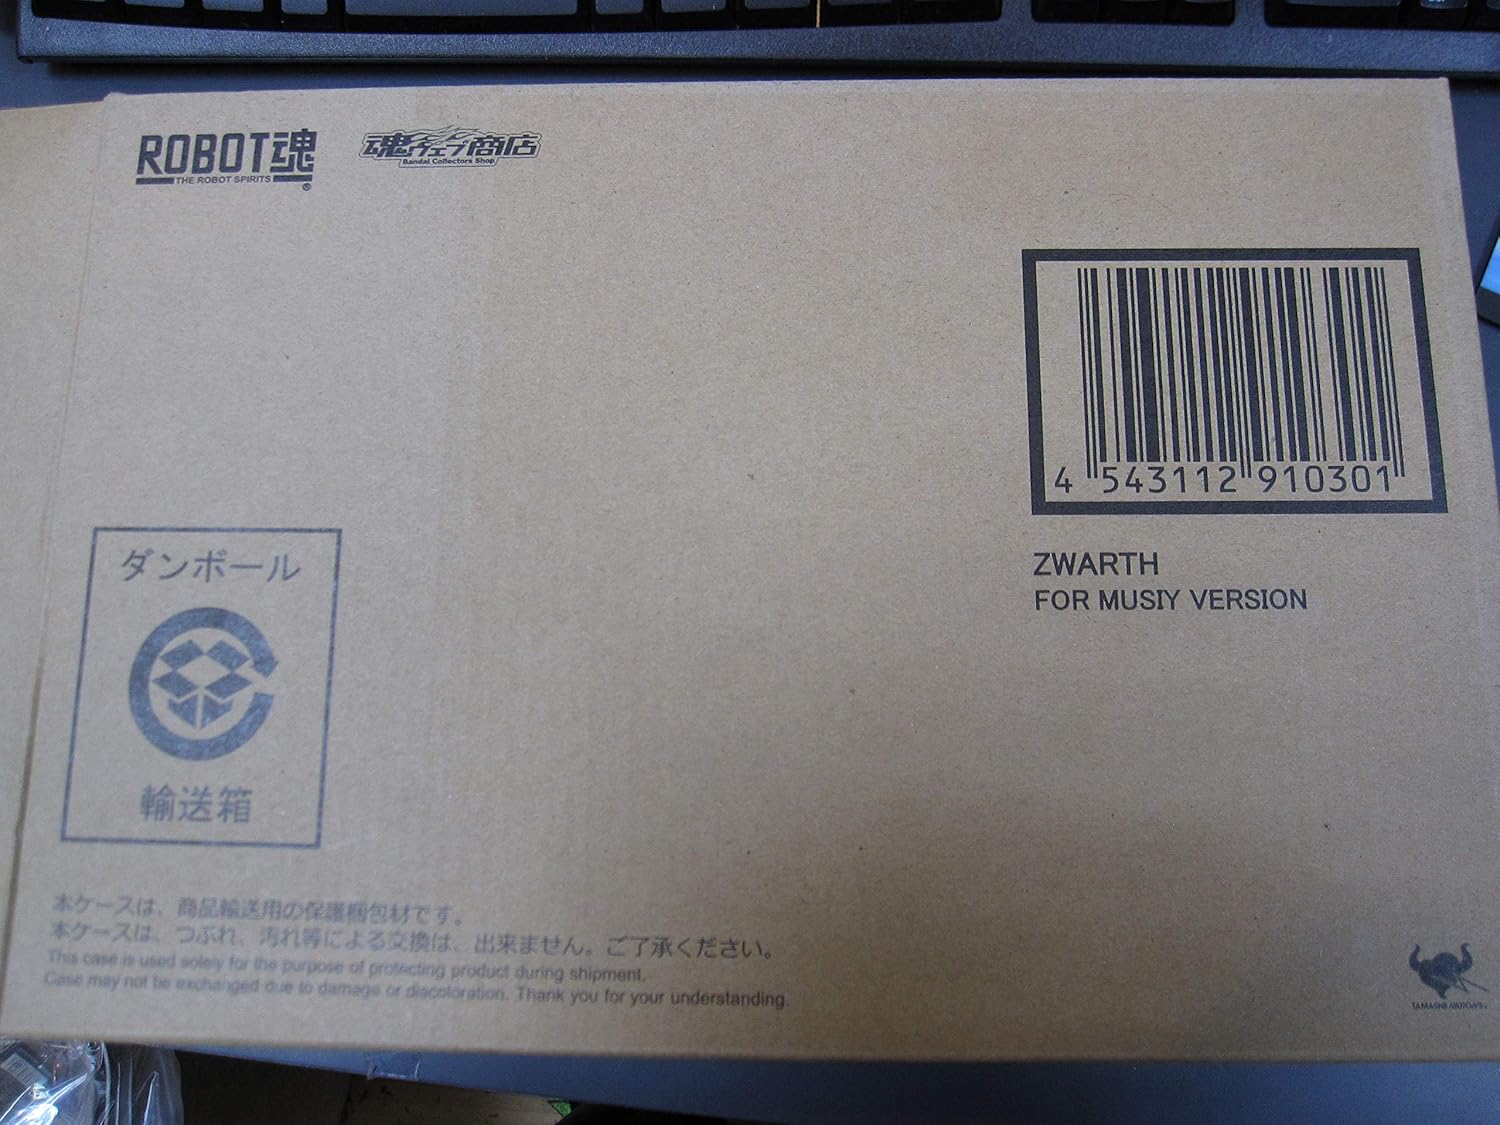 ROBOT魂
THE ROBOT SPIRITS
®
魂ウェブ商店
Bandai Collectors Shop
4 543112 910301
ZWARTH
FOR MUSIY VERSION
ダンボール
輸送箱
本ケースは、商品輸送用の保護梱包材です。
本ケースは、つぶれ、汚れ等による交換は、出来ません。ご了承ください。
This case is used solely for the purpose of protecting product during shipment.
Case may not be exchanged due to damage or discoloration. Thank you for your understanding.
TAMASHII NATIONS